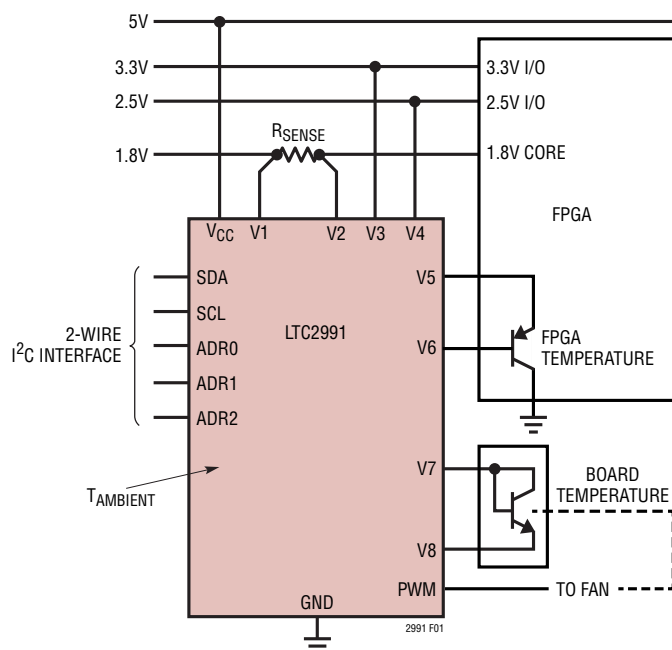 5V
3.3V
2.5V
1.8V
RSENSE
3.3V I/O
2.5V I/O
1.8V CORE
FPGA
VCC V1 V2 V3 V4
SDA
SCL
ADR0
ADR1
ADR2
2-WIRE
I2C INTERFACE
LTC2991
V5
V6
FPGA
TEMPERATURE
TAMBIENT
V7
V8
BOARD
TEMPERATURE
PWM
TO FAN
GND
2991 F01